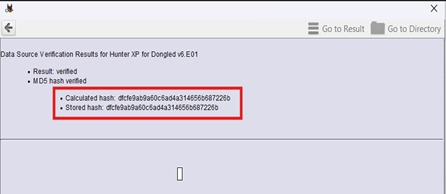 Go to Result
Go to Directory
Data Source Verification Results for Hunter XP for Dongled v6.E01
Result: verified
MD5 hash verified
Calculated hash: dfcfe9ab9a60c6ad4a314656b687226b
Stored hash: dfcfe9ab9a60c6ad4a314656b687226b